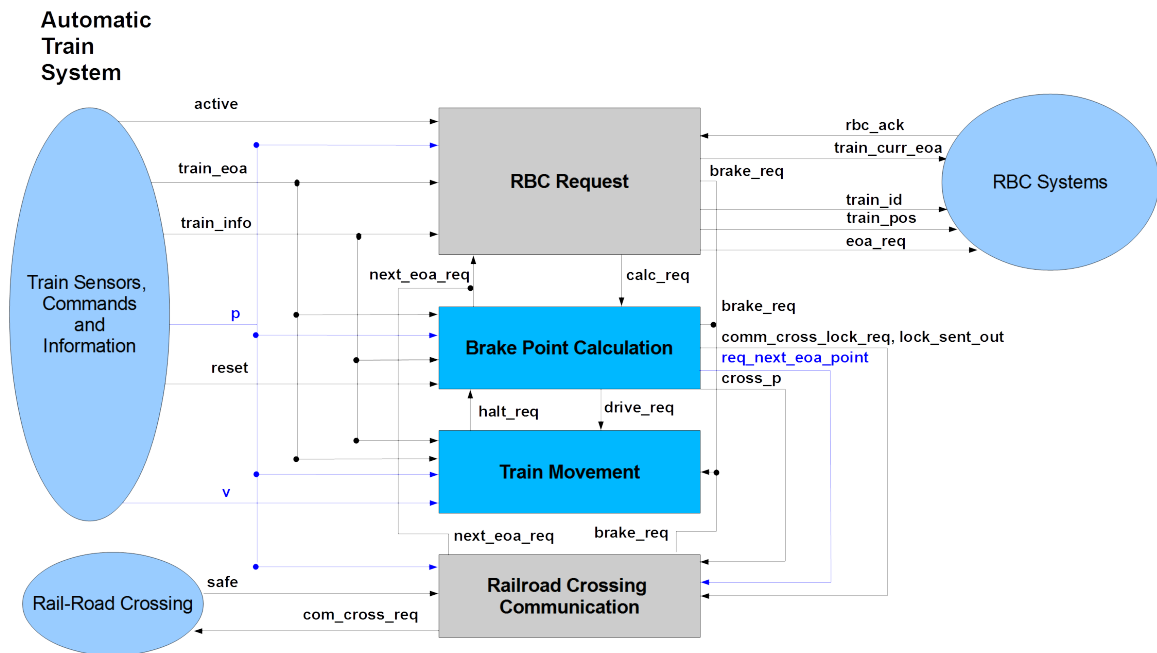 Automatic
Train
System
active
train_eoa
train_info
Train Sensors,
Commands
and
Information
p
reset
v
RBC Request
rbc_ack
train_curr_eoa
brake_req
train_id
train_pos
eoa_req
RBC Systems
next_eoa_req
calc_req
brake_req
Brake Point Calculation
comm_cross_lock_req, lock_sent_out
req_next_eoa_point
cross_p
halt_req
drive_req
Train Movement
next_eoa_req
brake_req
Rail-Road Crossing
safe
com_cross_req
Railroad Crossing
Communication